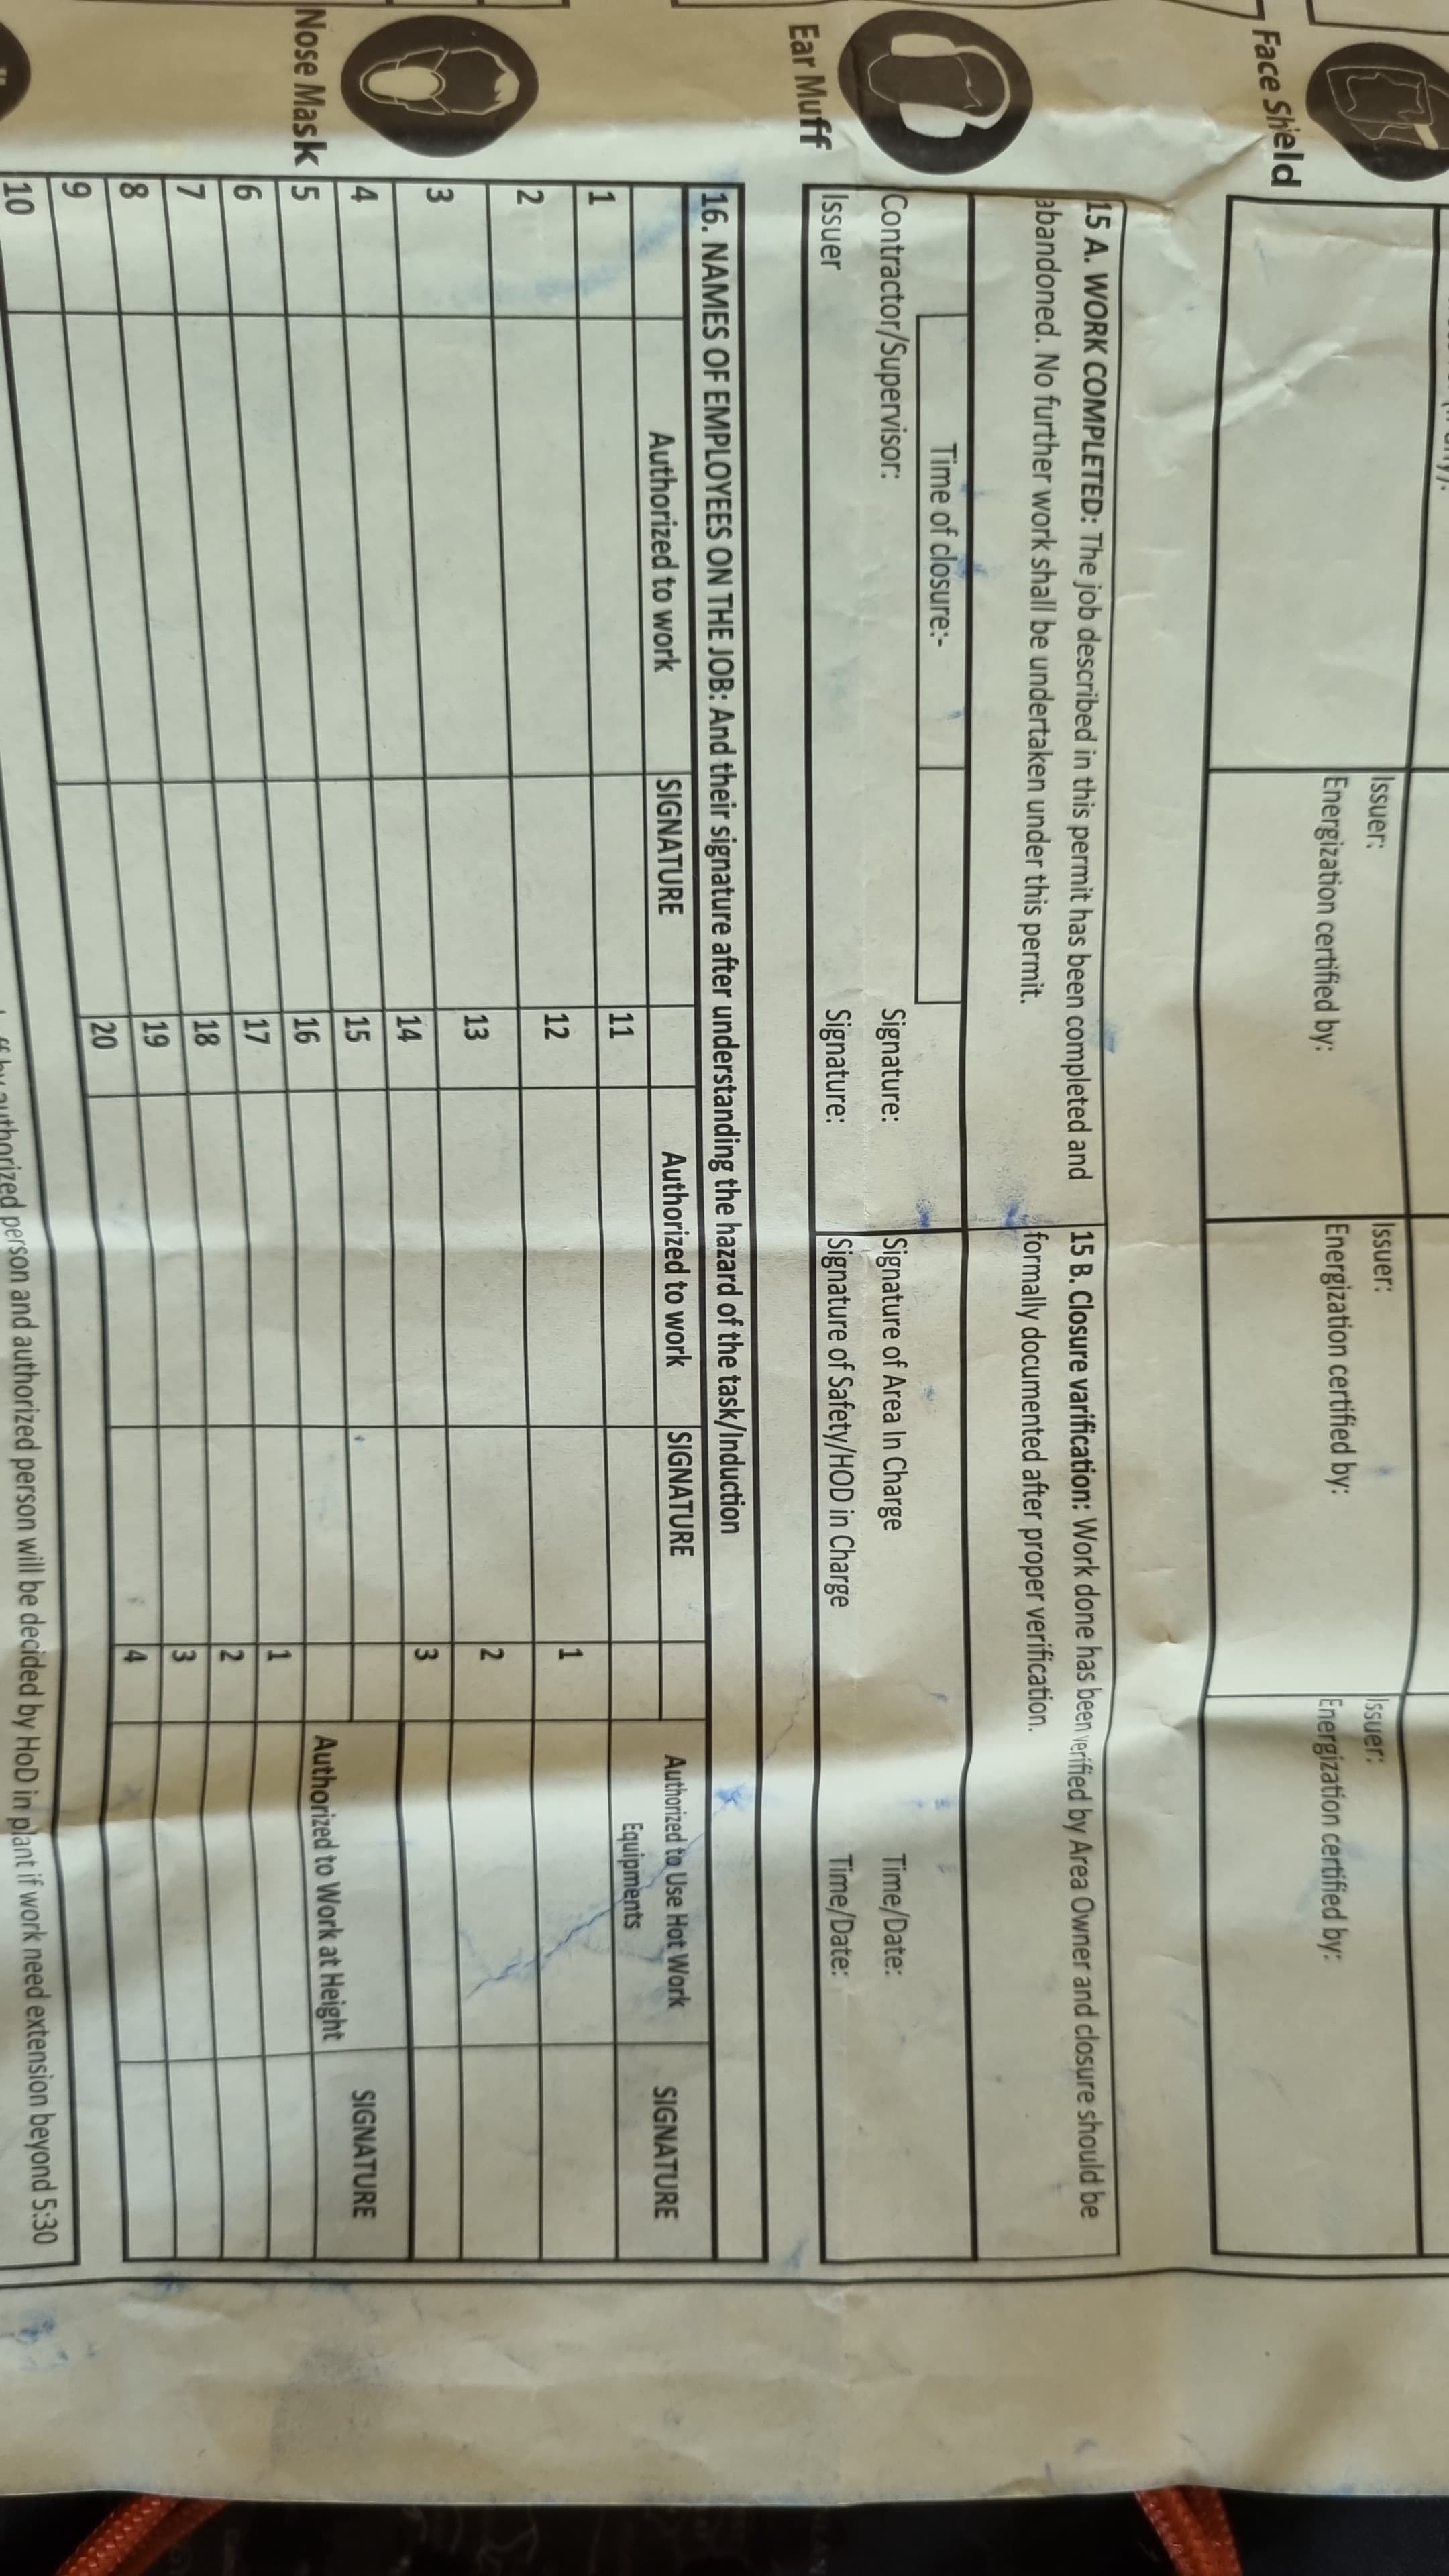 Issuer: Issuer: Issuer:
Energization certified by: Energization certified by: Energization certified by:
Face Shield
15 A. WORK COMPLETED: The job described in this permit has been completed and
abandoned. No further work shall be undertaken under this permit.
15 B. Closure varification: Work done has been verified by Area Owner and closure should be
formally documented after proper verification.
Time of closure:-
Contractor/Supervisor: Signature:
Issuer Signature:
Signature of Area In Charge Time/Date:
Signature of Safety/HOD in Charge Time/Date:
Ear Muff
16. NAMES OF EMPLOYEES ON THE JOB: And their signature after understanding the hazard of the task/Induction
Authorized to work SIGNATURE
1
2
3
4
5
6
7
8
9
10
Authorized to work SIGNATURE
11
12
13
14
15
16
17
18
19
20
Authorized to Use Hot Work
Equipments
SIGNATURE
1
2
3
Authorized to Work at Height
SIGNATURE
1
2
3
4
Nose Mask
by authorized person and authorized person will be decided by HoD in plant if work need extension beyond 5:30